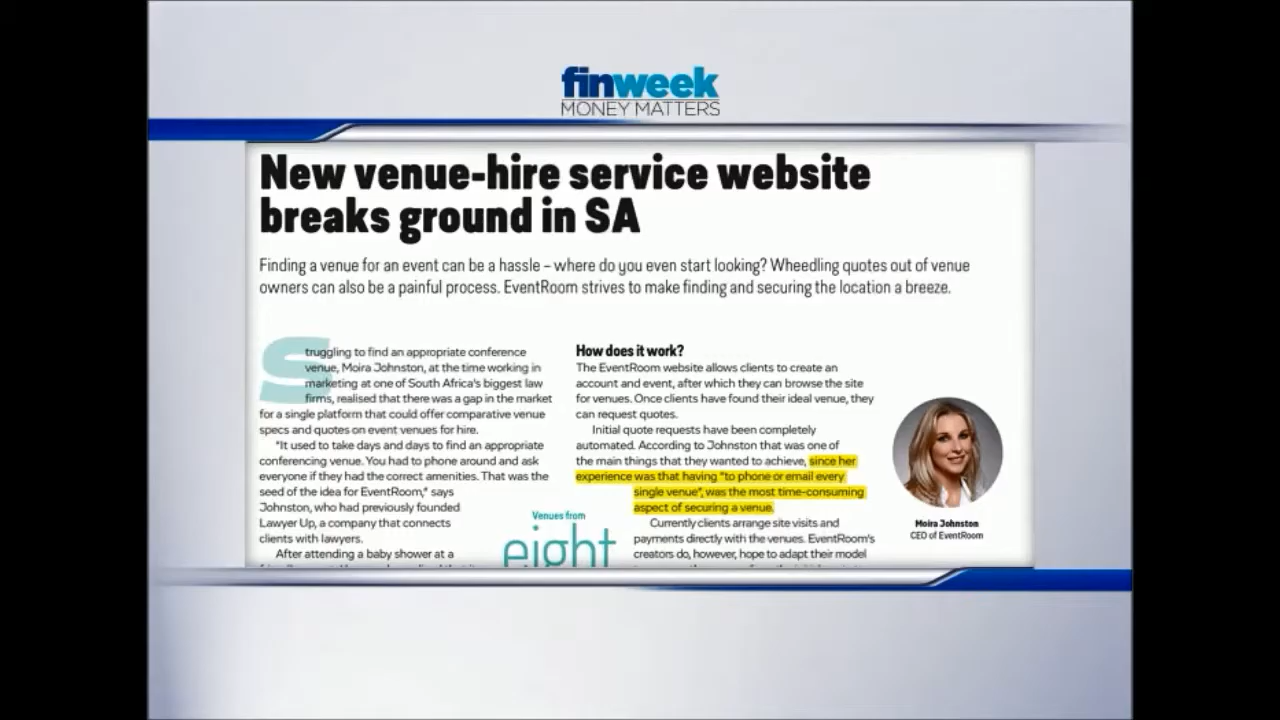 finweek
MONEY MATTERS
New venue-hire service website
breaks ground in SA
Finding a venue for an event can be a hassle – where do you even start looking? Wheedling quotes out of venue
owners can also be a painful process. EventRoom strives to make finding and securing the location a breeze.
Struggling to find an appropriate conference
venue, Moira Johnston, at the time working in
marketing at one of South Africa's biggest law
firms, realised that there was a gap in the market
for a single platform that could offer comparative venue
specs and quotes on event venues for hire.
"It used to take days and days to find an appropriate
conferencing venue. You had to phone around and ask
everyone if they had the correct amenities. That was the
seed of the idea for EventRoom," says
Johnston, who had previously founded
Lawyer Up, a company that connects
clients with lawyers.
After attending a baby shower at a
Venues from
eight
How does it work?
The EventRoom website allows clients to create an
account and event, after which they can browse the site
for venues. Once clients have found their ideal venue, they
can request quotes.
Initial quote requests have been completely
automated. According to Johnston that was one of
the main things that they wanted to achieve, since her
experience was that having "to phone or email every
single venue", was the most time-consuming
aspect of securing a venue.
Currently clients arrange site visits and
payments directly with the venues. EventRoom's
creators do, however, hope to adapt their model
Moira Johnston
CEO of EventRoom